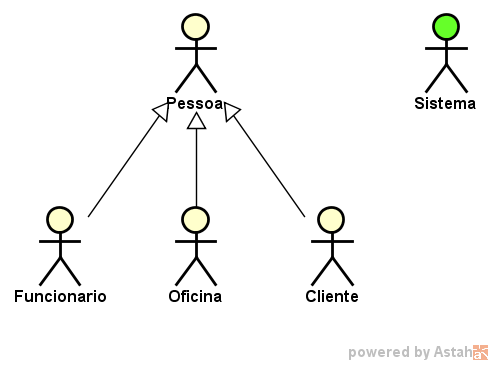 Pessoa
Sistema
Funcionario
Oficina
Cliente
powered by Astah